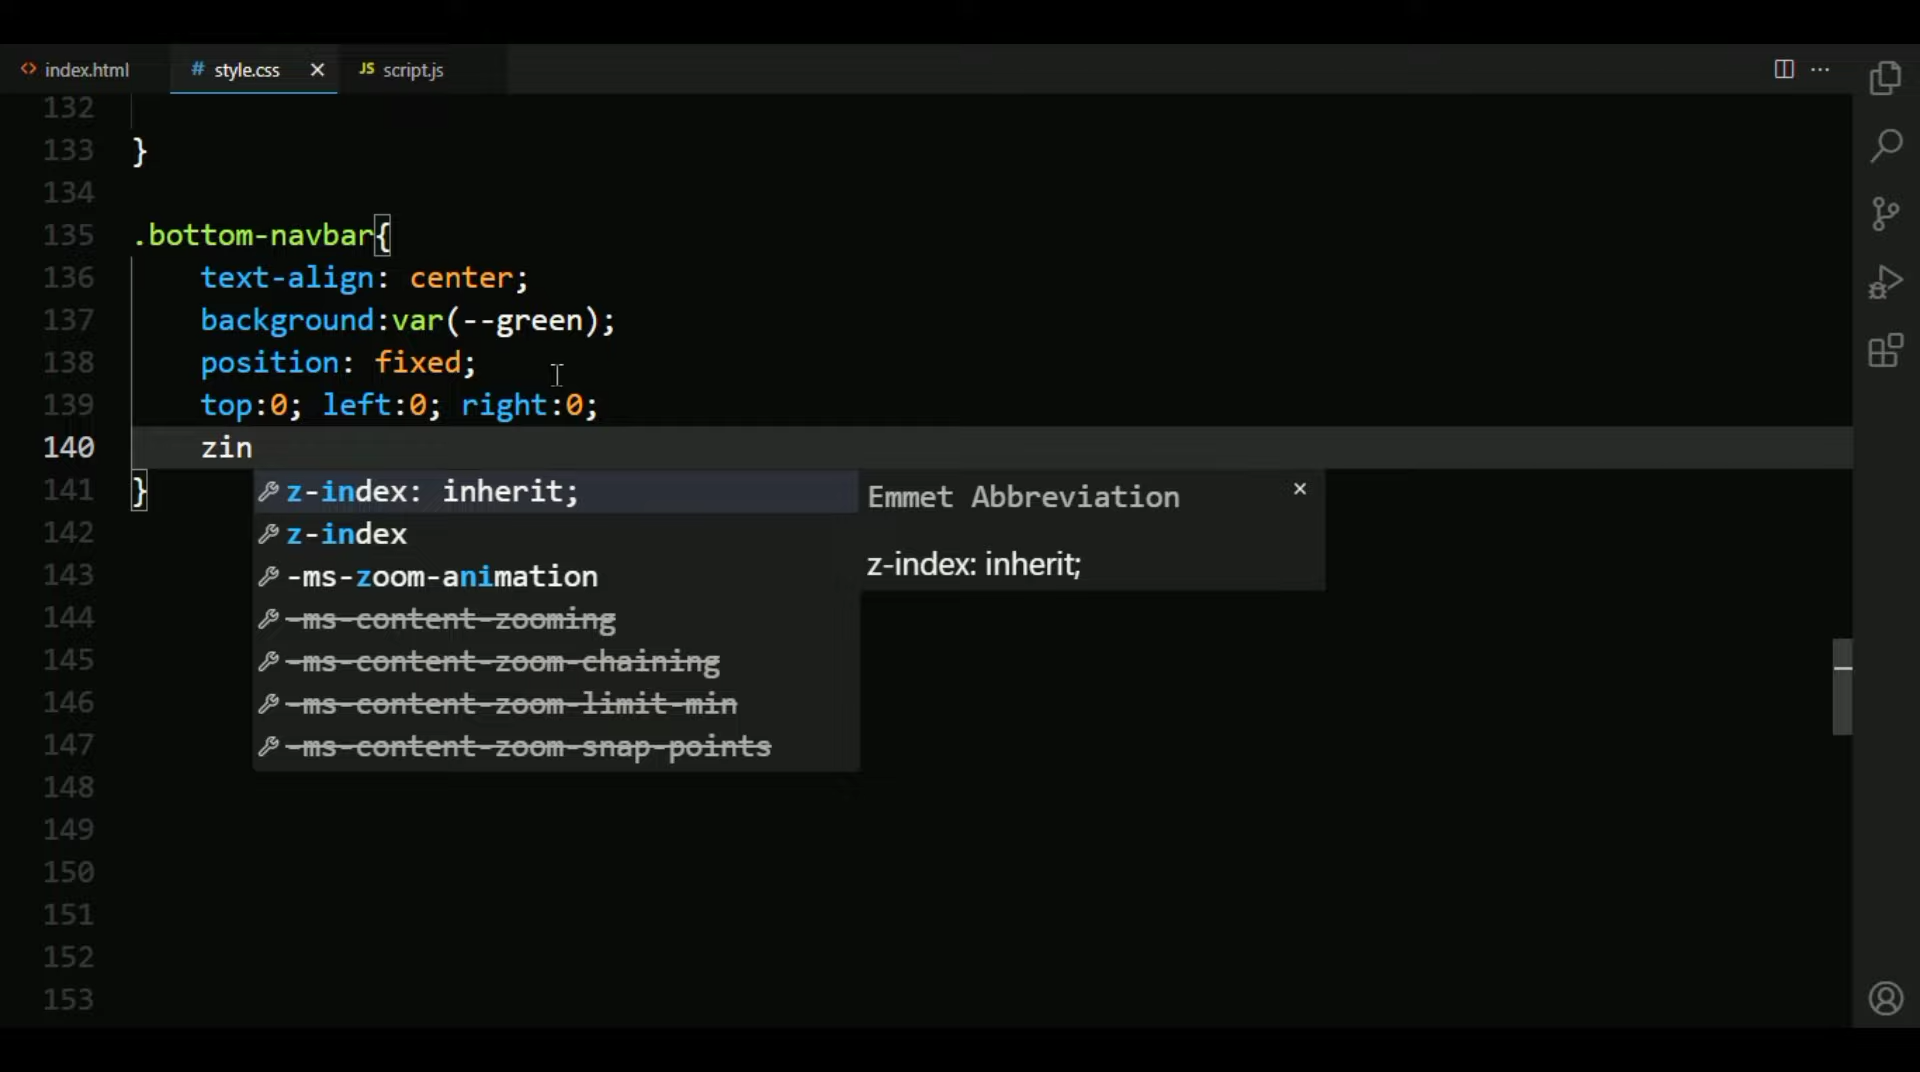 index.html style.css JS script.js
132
133 }
134
135 .bottom-navbar{
136 text-align: center;
137 background:var(--green);
138 position: fixed;
139 top:0; left:0; right:0;
140 zin
141 }
z-index: inherit;
Emmet Abbreviation
142
z-index
z-index: inherit;
143
-ms-zoom-animation
144
-ms-content-zooming
145
-ms-content-zoom-chaining
146
-ms-content-zoom-limit-min
147
-ms-content-zoom-snap-points
148
149
150
151
152
153